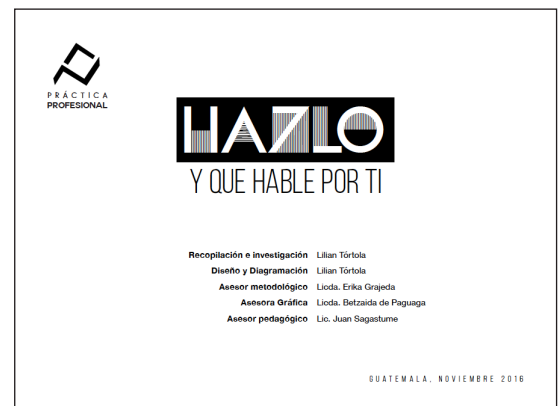 PRÁCTICA
PROFESIONAL
HAZLO
Y QUE HABLE POR TI
Recopilación e investigación Lilian Tórtola
Diseño y Diagramación Lilian Tórtola
Asesor metodológico Licda. Erika Grajeda
Asesora Gráfica Licda. Betzaida de Paguaga
Asesor pedagógico Lic. Juan Sagastume
GUATEMALA, NOVIEMBRE 2016